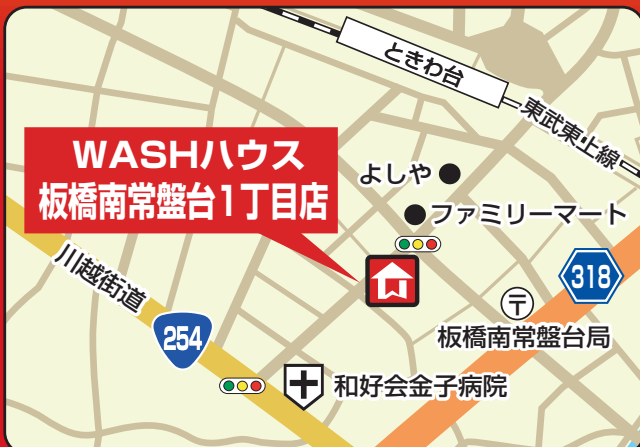 ときわ台
東武東上線
WASHハウス
板橋南常盤台1丁目店
よしや
ファミリーマート
川越街道
318
〒
254
板橋南常盤台局
和好会金子病院